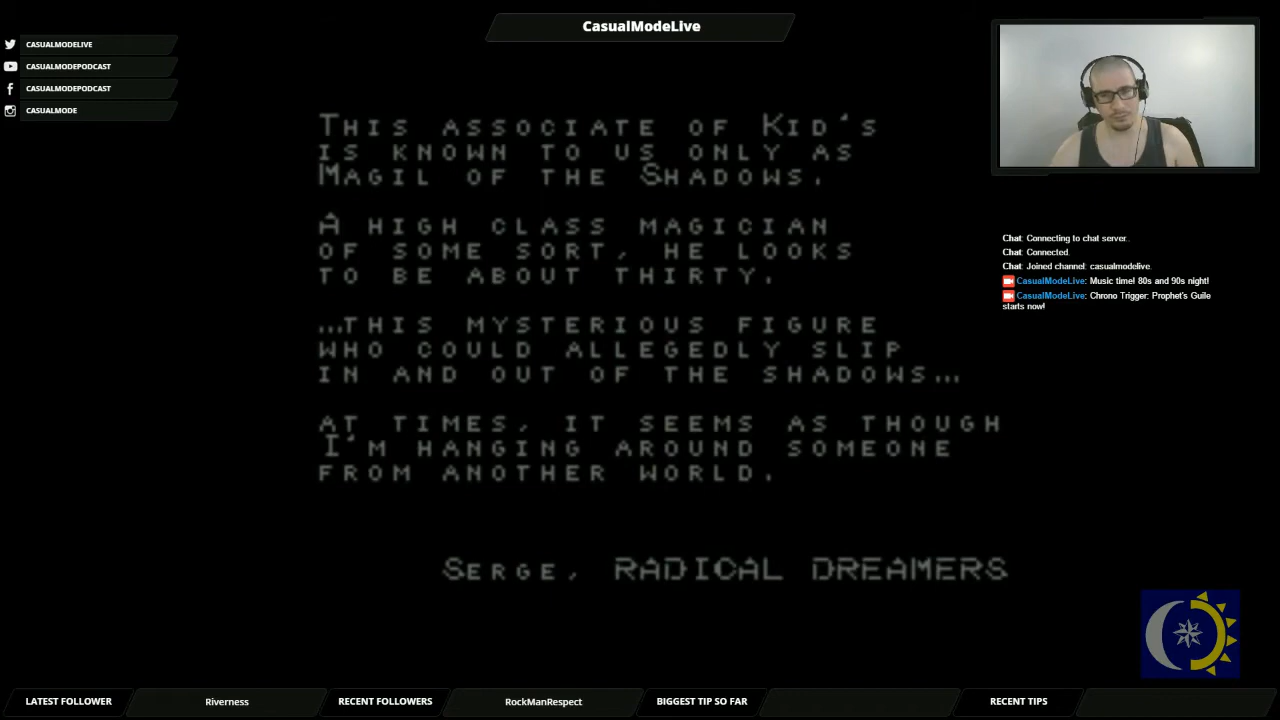 CasualModeLive
CASUALMODELIVE
CASUALMODEPODCAST
CASUALMODEPODCAST
CASUALMODE
This associate of Kid's
is known to us only as
Magil of the Shadows.
A high class magician
of some sort, he looks
to be about thirty.
...this mysterious figure
who could allegedly slip
in and out of the shadows...
at times, it seems as though
I'm hanging around someone
from another world.
Serge, RADICAL DREAMERS
Chat: Connecting to chat server..
Chat: Connected.
Chat: Joined channel: casualmodelive.
CasualModeLive: Music time! 80s and 90s night!
CasualModeLive: Chrono Trigger: Prophet's Guile
starts now!
LATEST FOLLOWER
Riverness
RECENT FOLLOWERS
RockManRespect
BIGGEST TIP SO FAR
RECENT TIPS